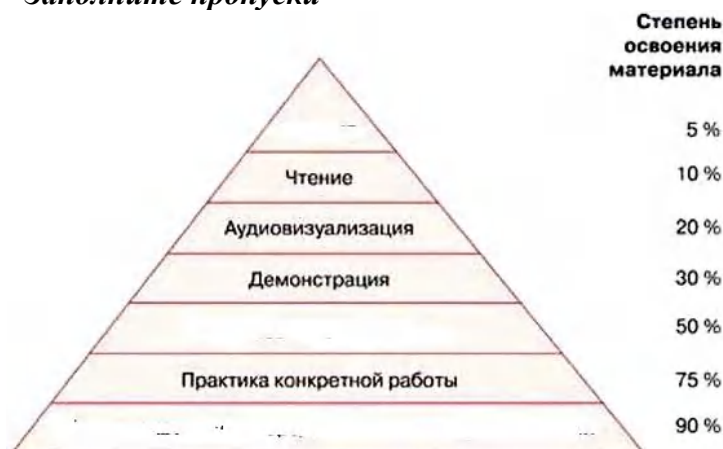 Заполните пропуски
Степень
освоения
материала
5 %
Чтение
10 %
Аудиовизуализация
20 %
Демонстрация
30 %
50 %
Практика конкретной работы
75 %
90 %